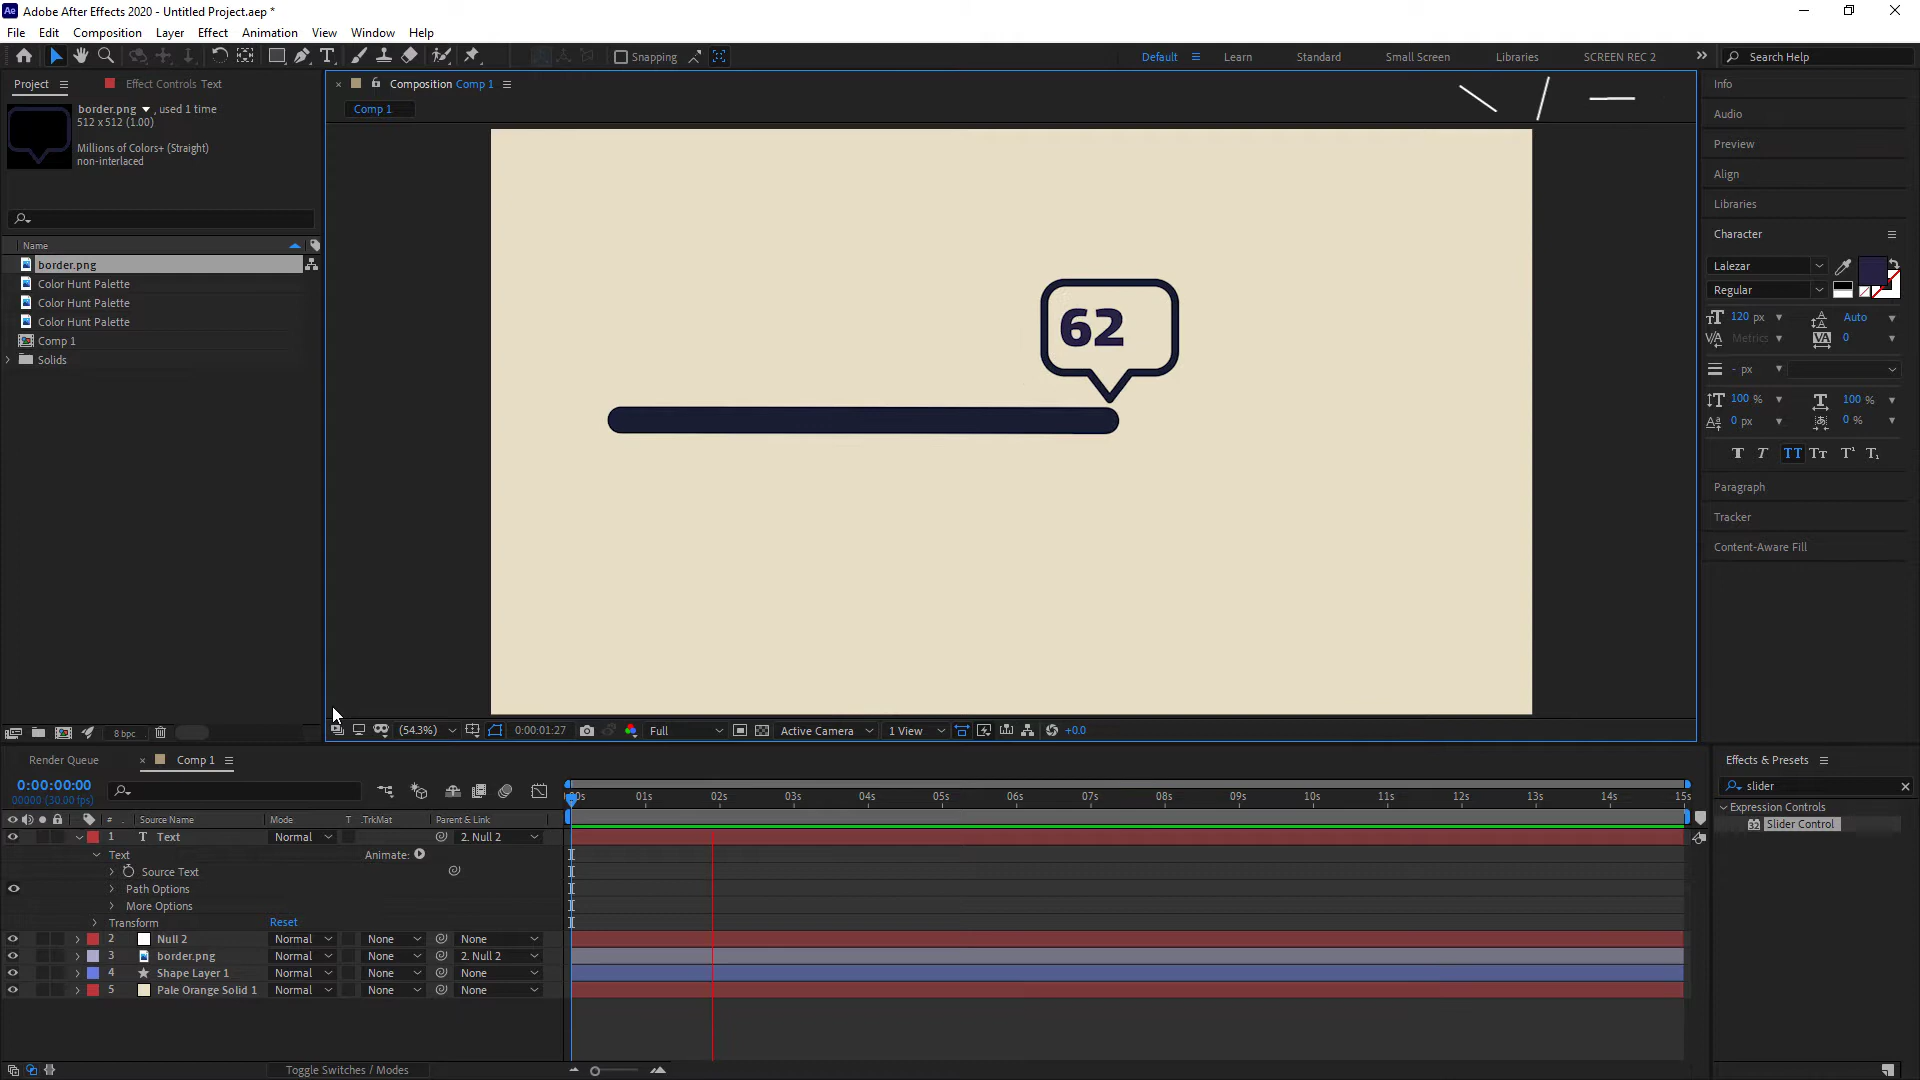 Adobe After Effects 2020 - Untitled Project.aep *
File Edit Composition Layer Effect Animation View Window Help
Snapping
Default Learn Standard Small Screen Libraries SCREEN REC 2
Search Help
Project
Effect Controls Text
border.png , used 1 time
512 x 512 (1.00)
Millions of Colors+ (Straight)
non-interlaced
Name
border.png
Color Hunt Palette
Color Hunt Palette
Color Hunt Palette
Comp 1
Solids
8 bpc
Composition Comp 1
Comp 1
62
(54.3%)
0:00:01:27
Full
Active Camera
1 View
+0.0
Info
Audio
Preview
Align
Libraries
Character
Lalezar
Regular
120 px
Auto
Metrics
0
- px
100 %
100 %
0 px
0 %
T T TT Tt T¹ T₁
Paragraph
Tracker
Content-Aware Fill
Render Queue
Comp 1
0:00:00:00
00000 (30.00 fps)
# Source Name Mode T .TrkMat Parent & Link
1 T Text Normal 2. Null 2
Text Animate:
Source Text
Path Options
More Options
Transform Reset
2 Null 2 Normal None None
3 border.png Normal None 2. Null 2
4 Shape Layer 1 Normal None None
5 Pale Orange Solid 1 Normal None None
Toggle Switches / Modes
01s 02s 03s 04s 05s 06s 07s 08s 09s 10s 11s 12s 13s 14s 15s
Effects & Presets
slider
Expression Controls
Slider Control